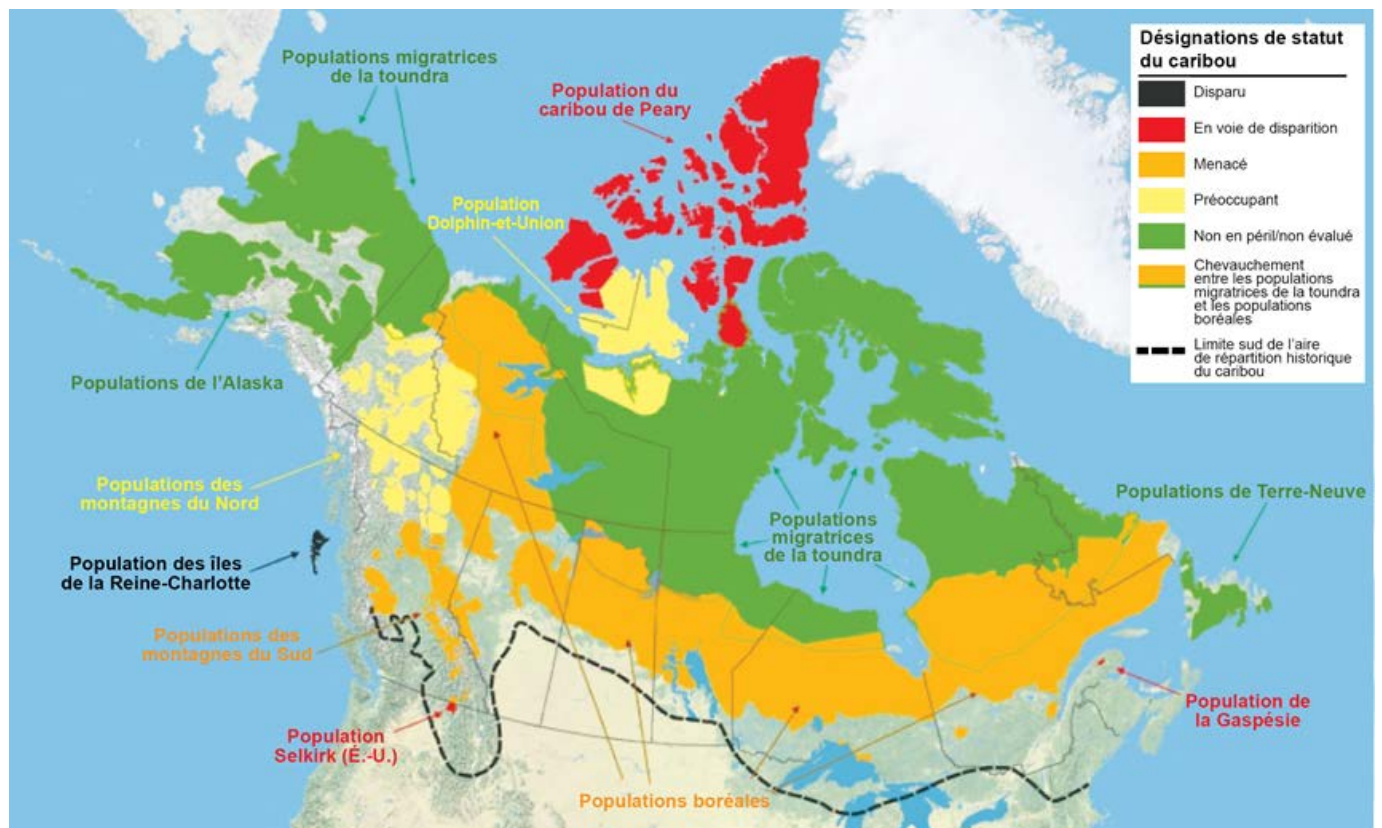 Populations migratrices
de la toundra
Population du
caribou de Peary
Population
Dolphin-et-Union
Populations de l'Alaska
Populations des
montagnes du Nord
Population des îles
de la Reine-Charlotte
Populations des
montagnes du Sud
Population
Selkirk (É.-U.)
Populations boréales
Populations
migratrices
de la toundra
Populations de Terre-Neuve
Population de
la Gaspésie
Désignations de statut
du caribou
Disparu
En voie de disparition
Menacé
Préoccupant
Non en péril/non évalué
Chevauchement
entre les populations
migratrices de la toundra
et les populations
boréales
Limite sud de l'aire
de répartition historique
du caribou